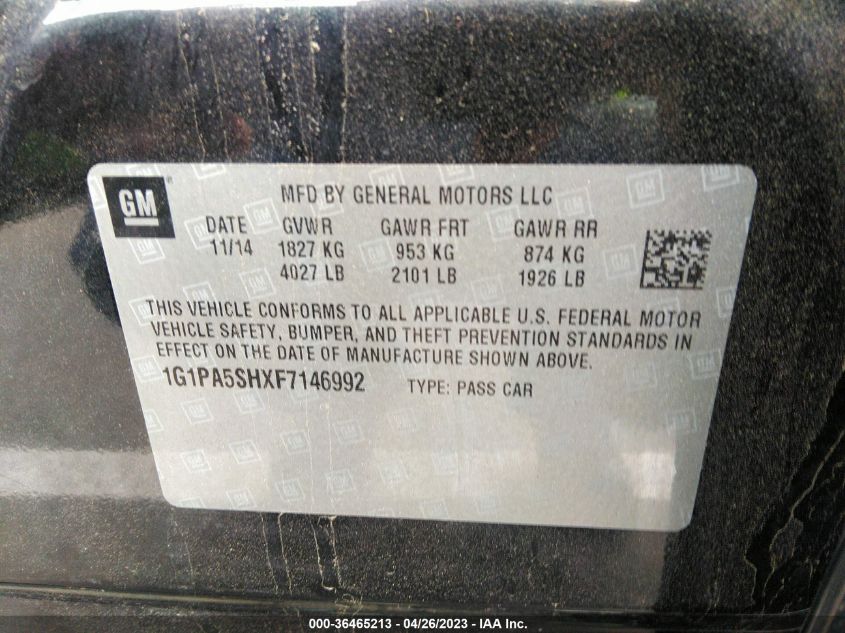 GM
MFD BY GENERAL MOTORS LLC
DATE GVWR GAWR FRT GAWR RR
11/14 1827 KG 953 KG 874 KG
4027 LB 2101 LB 1926 LB
THIS VEHICLE CONFORMS TO ALL APPLICABLE U.S. FEDERAL MOTOR
VEHICLE SAFETY, BUMPER, AND THEFT PREVENTION STANDARDS IN
EFFECT ON THE DATE OF MANUFACTURE SHOWN ABOVE.
1G1PA5SHXF7146992 TYPE: PASS CAR
000-36465213 - 04/26/2023 - IAA Inc.